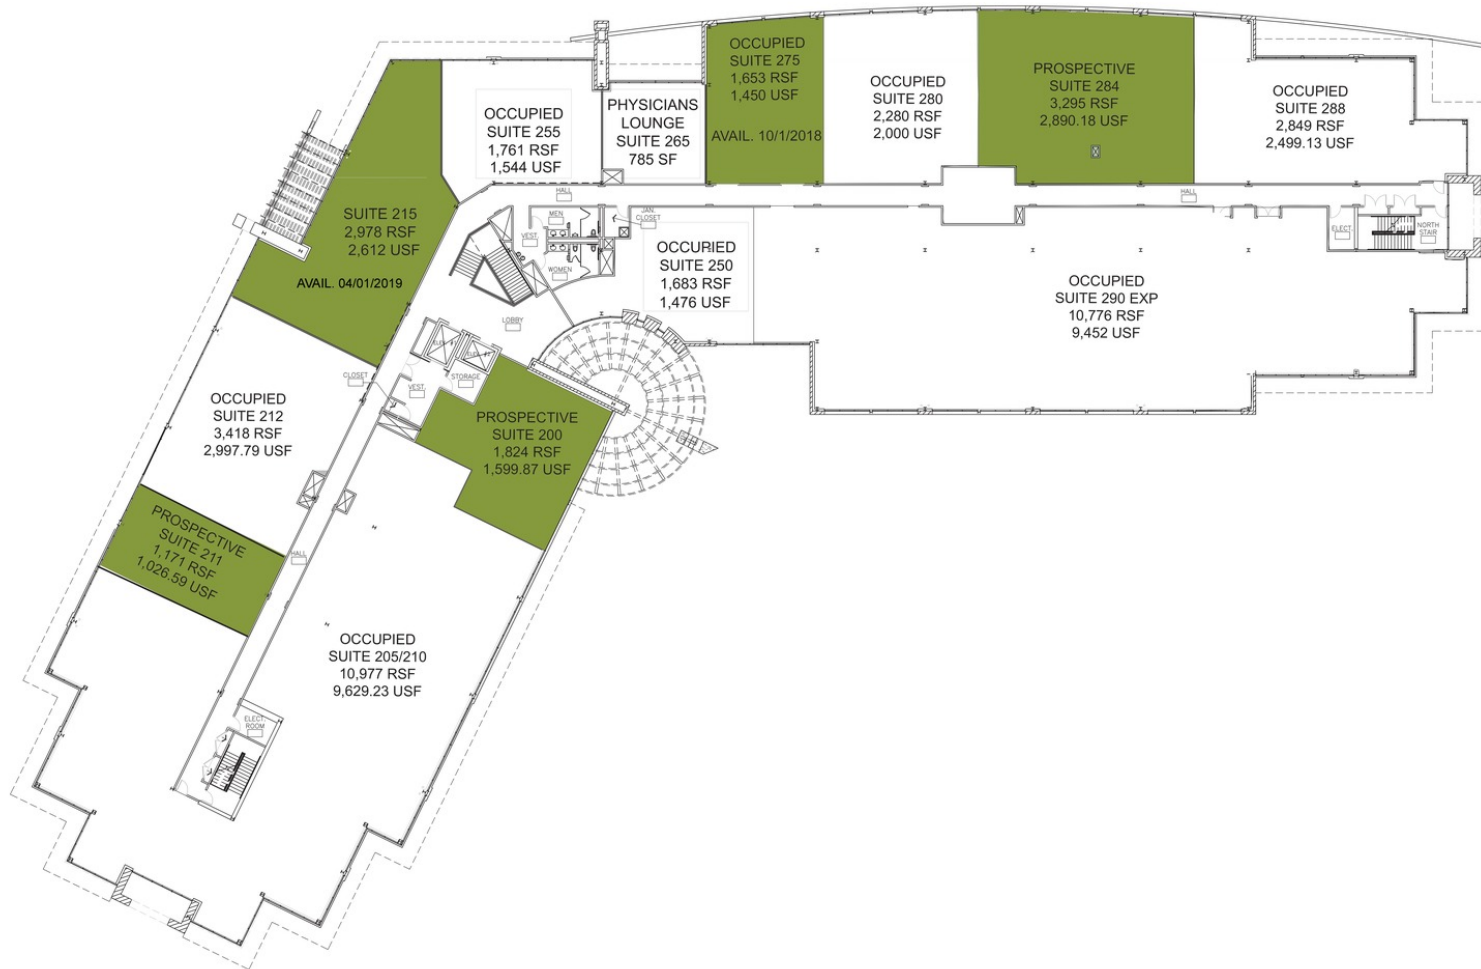 OCCUPIED
SUITE 275
1,653 RSF
1,450 USF
AVAIL. 10/1/2018
OCCUPIED
SUITE 280
2,280 RSF
2,000 USF
PROSPECTIVE
SUITE 284
3,295 RSF
2,890.18 USF
OCCUPIED
SUITE 288
2,849 RSF
2,499.13 USF
OCCUPIED
SUITE 255
1,761 RSF
1,544 USF
PHYSICIANS
LOUNGE
SUITE 265
785 SF
HALL
HALL
SUITE 215
2,978 RSF
2,612 USF
AVAIL. 04/01/2019
MEN
JAN.
CLOSET
VEST.
WOMEN
ELECT.
NORTH
STAIR
OCCURIED
SUITE 250
1,683 RSF
1,476 USF
OCCUPIED
SUITE 290 EXP
10,776 RSF
9,452 USF
LOBBY
CLOSET
VEST.
STORAGE
OCCUPIED
SUITE 212
3,418 RSF
2,997.79 USF
PROSPECTIVE
SUITE 200
1,824 RSF
1,599.87 USF
PROSPECTIVE
SUITE 211
1,171 RSF
1,026.59 USF
HALL
OCCUPIED
SUITE 205/210
10,977 RSF
9,629.23 USF
ELECT.
ROOM